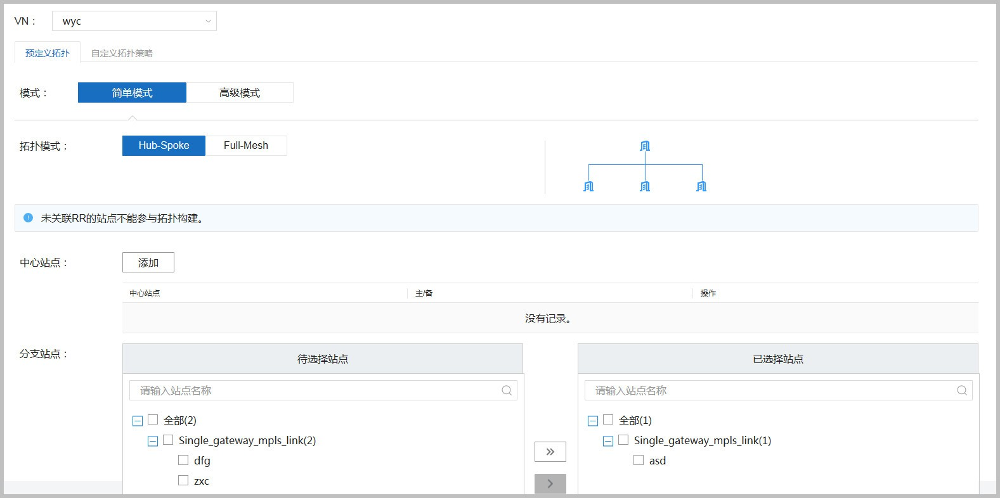 VN： wyc
预定义拓扑 自定义拓扑策略
模式： 简单模式 高级模式
拓扑模式： Hub-Spoke Full-Mesh
未关联RR的站点不能参与拓扑构建。
中心站点： 添加
中心站点 主/备 操作
没有记录。
分支站点： 待选择站点 已选择站点
请输入站点名称 请输入站点名称
全部(2) 全部(1)
Single_gateway_mpls_link(2) Single_gateway_mpls_link(1)
dfg asd
zxc